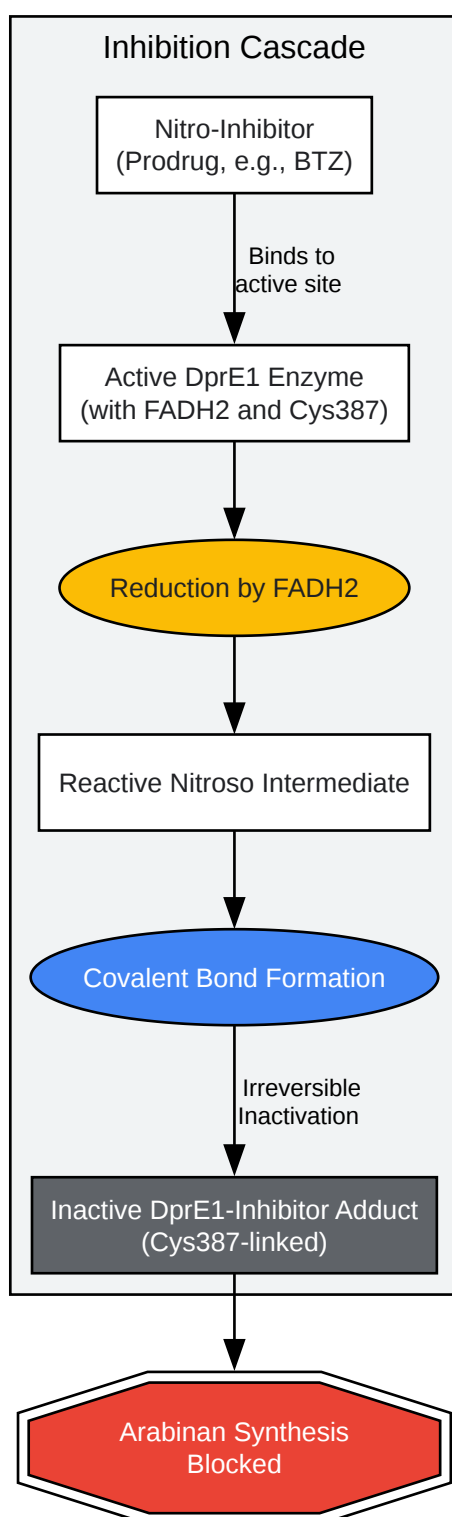 Inhibition Cascade
Nitro-Inhibitor
(Prodrug, e.g., BTZ)
Binds to
active site
Active DprE1 Enzyme
(with FADH2 and Cys387)
Reduction by FADH2
Reactive Nitroso Intermediate
Covalent Bond Formation
Irreversible
Inactivation
Inactive DprE1-Inhibitor Adduct
(Cys387-linked)
Arabinan Synthesis
Blocked